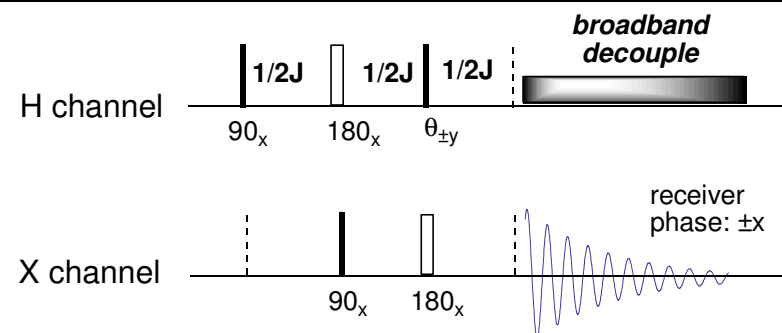 broadband
decouple
1/2J 1/2J 1/2J
H channel
90x 180x θ±y
receiver
phase: ±x
X channel
90x 180x